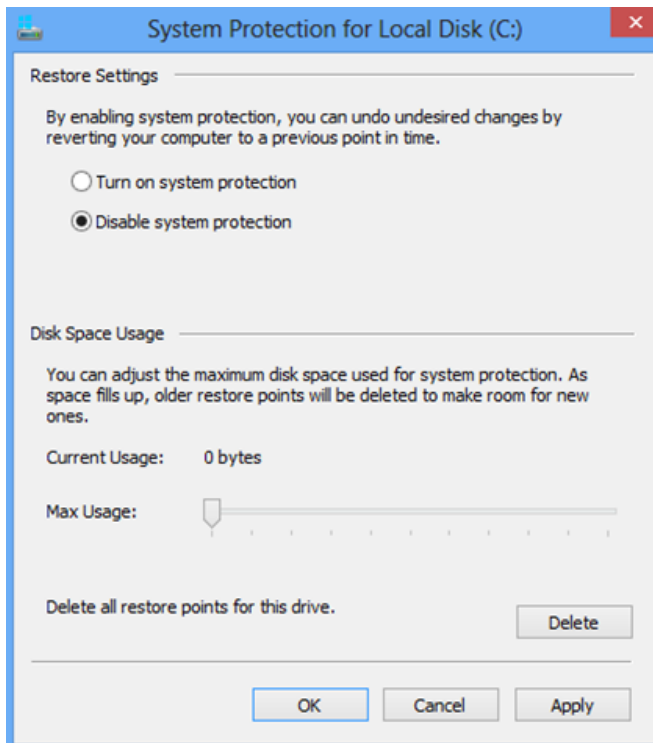 System Protection for Local Disk (C:)
Restore Settings
By enabling system protection, you can undo undesired changes by
reverting your computer to a previous point in time.
Turn on system protection
Disable system protection
Disk Space Usage
You can adjust the maximum disk space used for system protection. As
space fills up, older restore points will be deleted to make room for new
ones.
Current Usage: 0 bytes
Max Usage:
Delete all restore points for this drive.
Delete
OK Cancel Apply